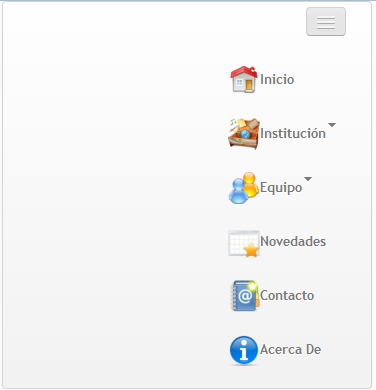 Inicio
Institución
Equipo
Novedades
Contacto
Acerca De